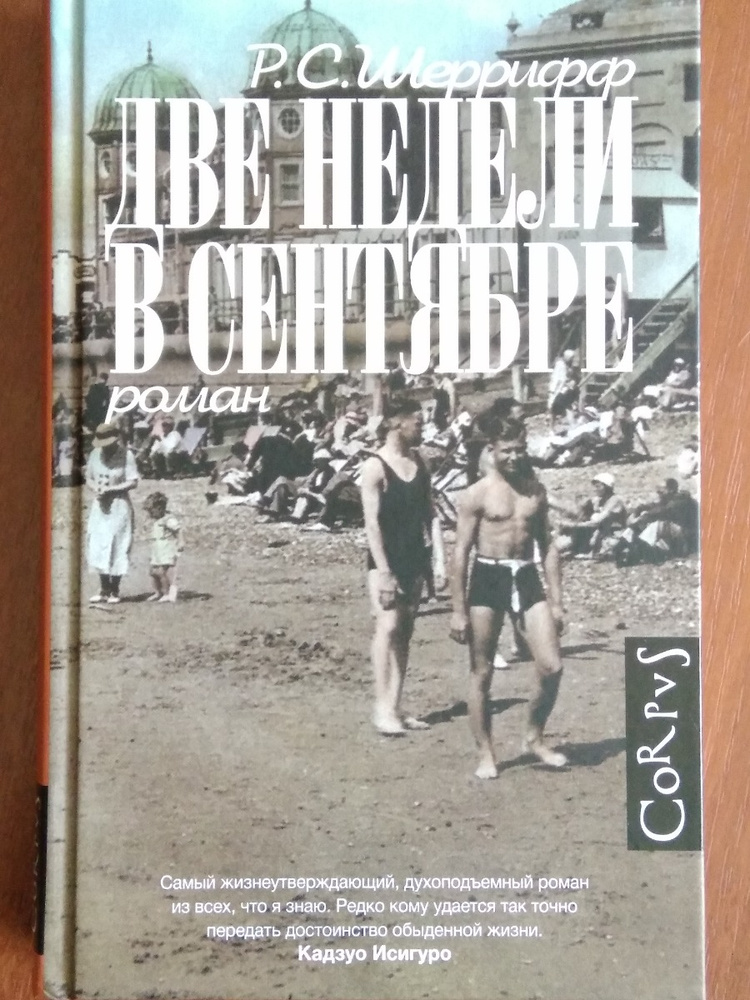 Р. С. Шеррифф
ДВЕ НЕДЕЛИ
В СЕНТЯБРЕ
роман
CORPVS
Самый жизнеутверждающий, духоподъемный роман
из всех, что я знаю. Редко кому удается так точно
передать достоинство обыденной жизни.
Кадзуо Исигуро